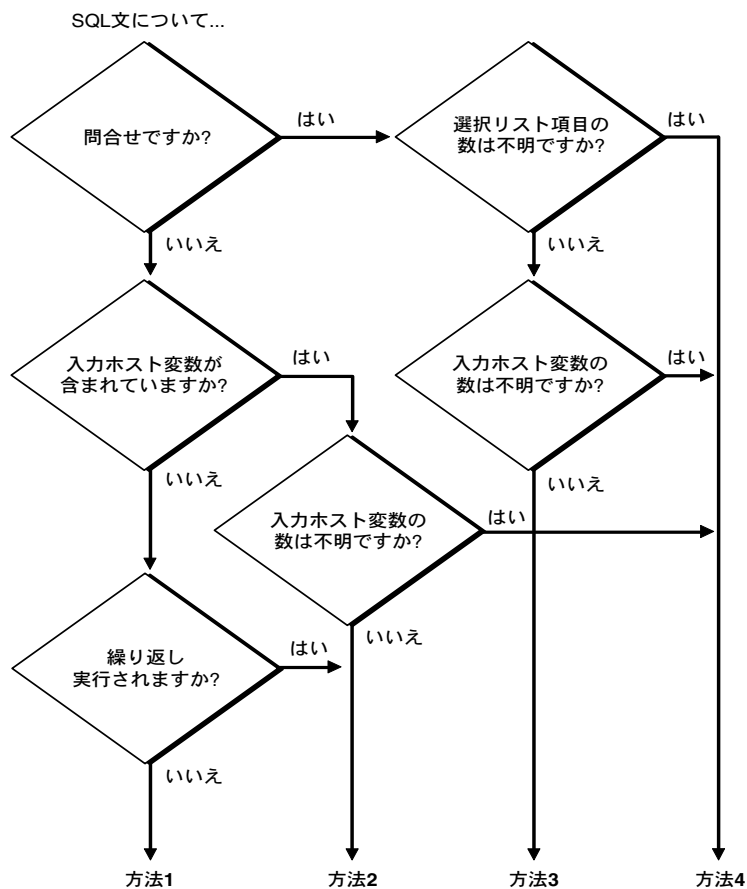 SQL文について...
問合せですか?
はい
選択リスト項目の
数は不明ですか?
はい
いいえ
いいえ
入力ホスト変数が
含まれていますか?
はい
入力ホスト変数の
数は不明ですか?
はい
いいえ
いいえ
入力ホスト変数の
数は不明ですか?
はい
いいえ
繰り返し
実行されますか?
はい
いいえ
方法1
方法2
方法3
方法4